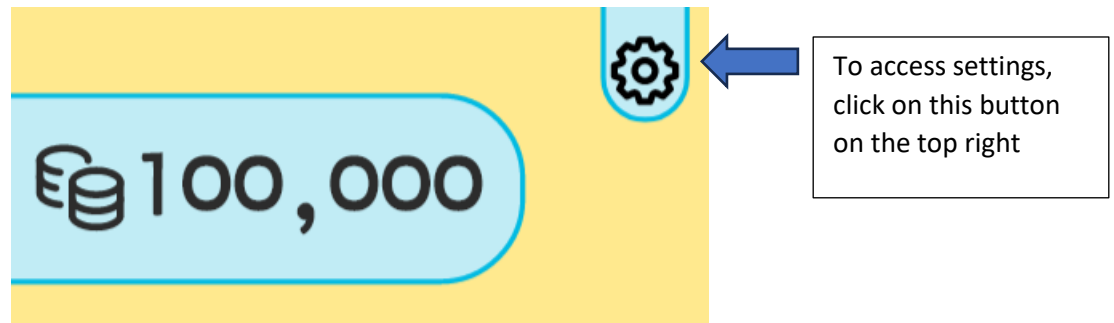 100,000
To access settings,
click on this button
on the top right